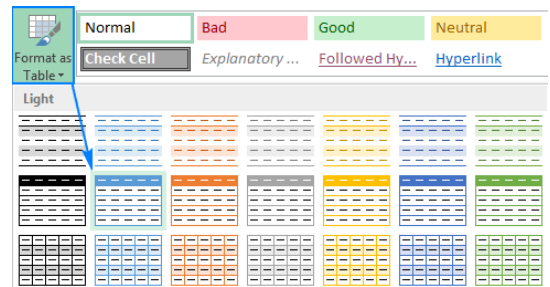 Normal Bad Good Neutral
Format as Table Check Cell Explanatory ... Followed Hy... Hyperlink
Light